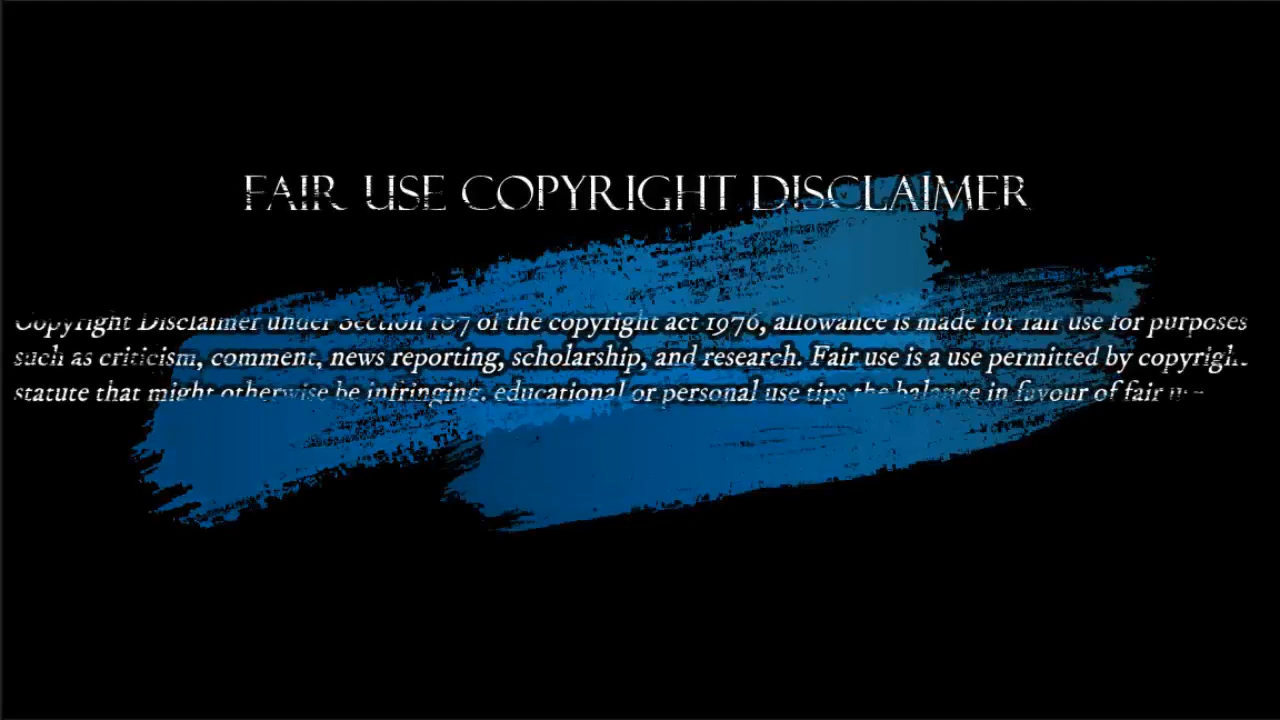 FAIR USE COPYRIGHT DISCLAIMER
Copyright Disclaimer under Section 107 of the copyright act 1976, allowance is made for fair use for purposes
such as criticism, comment, news reporting, scholarship, and research. Fair use is a use permitted by copyright
statute that might otherwise be infringing. educational or personal use tips the balance in favour of fair